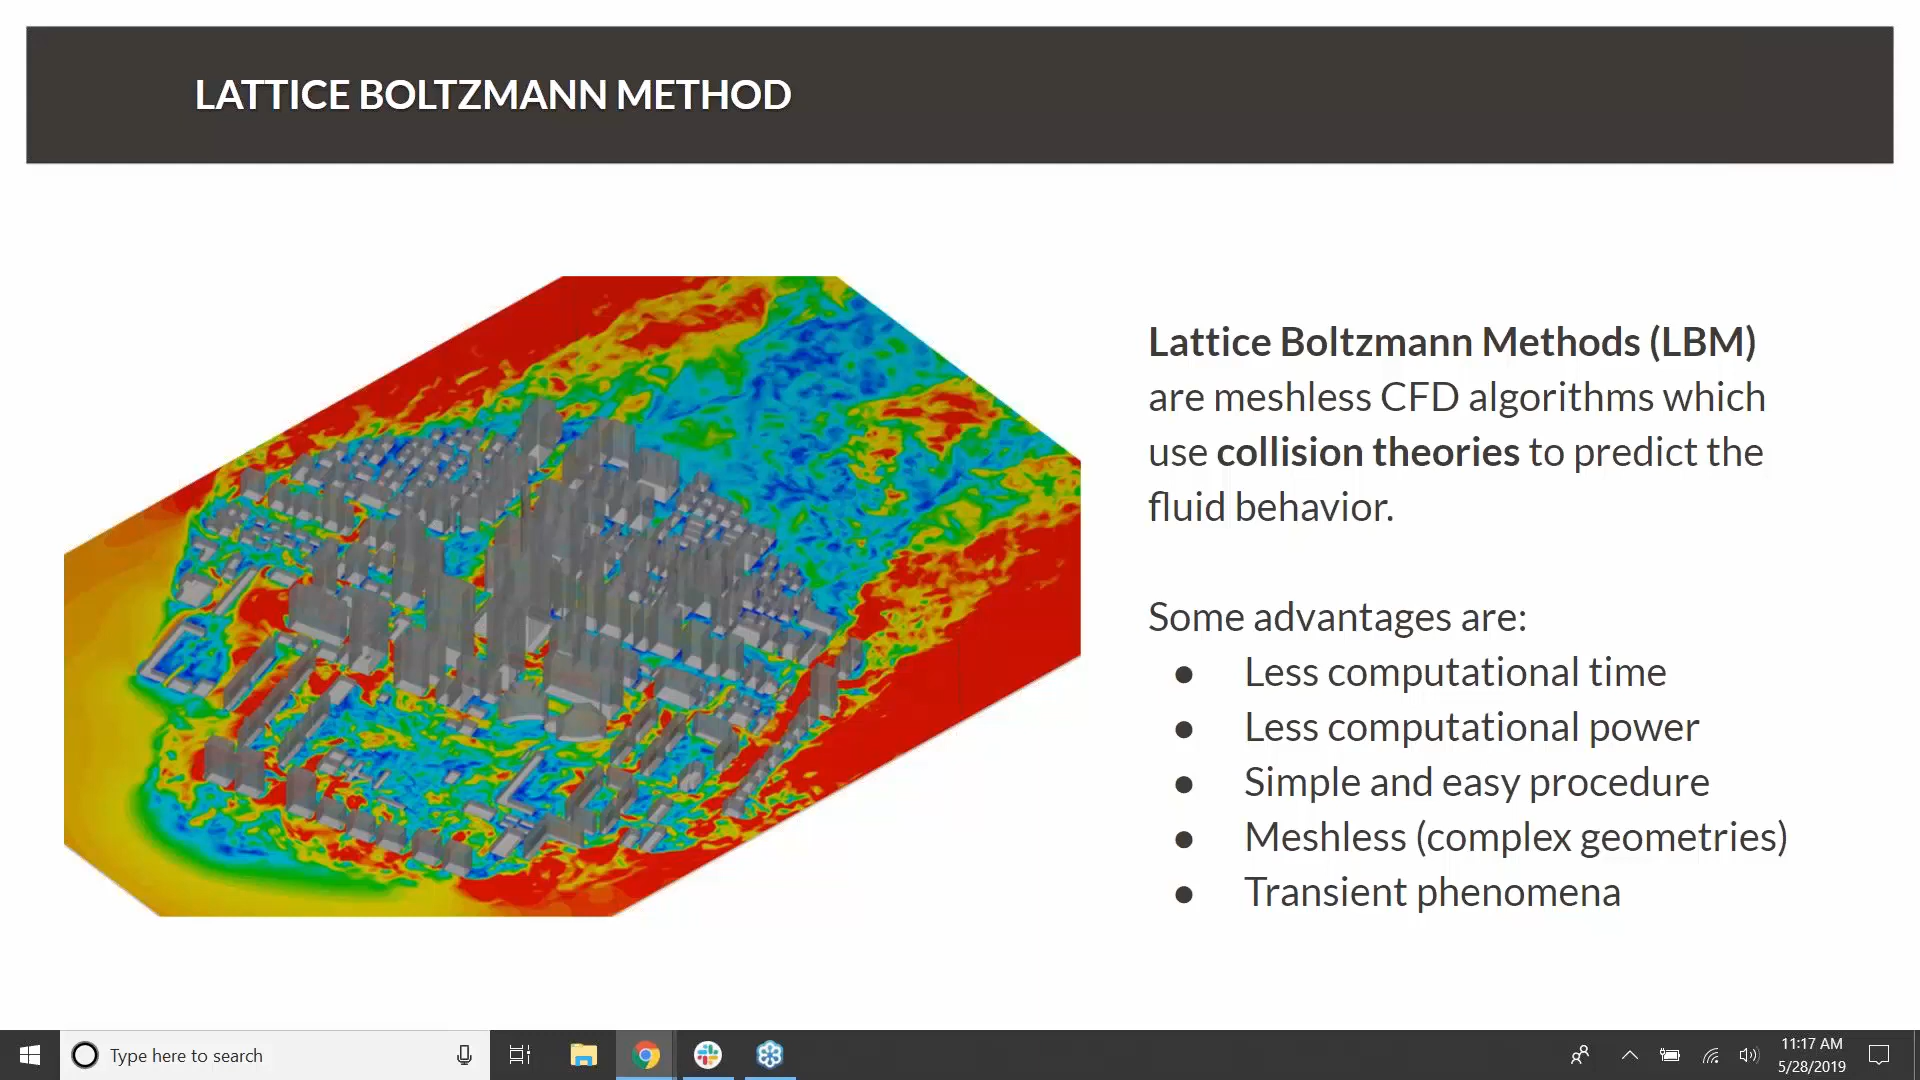 LATTICE BOLTZMANN METHOD
Lattice Boltzmann Methods (LBM)
are meshless CFD algorithms which
use collision theories to predict the
fluid behavior.
Some advantages are:
● Less computational time
● Less computational power
● Simple and easy procedure
● Meshless (complex geometries)
● Transient phenomena
Type here to search
11:17 AM
5/28/2019